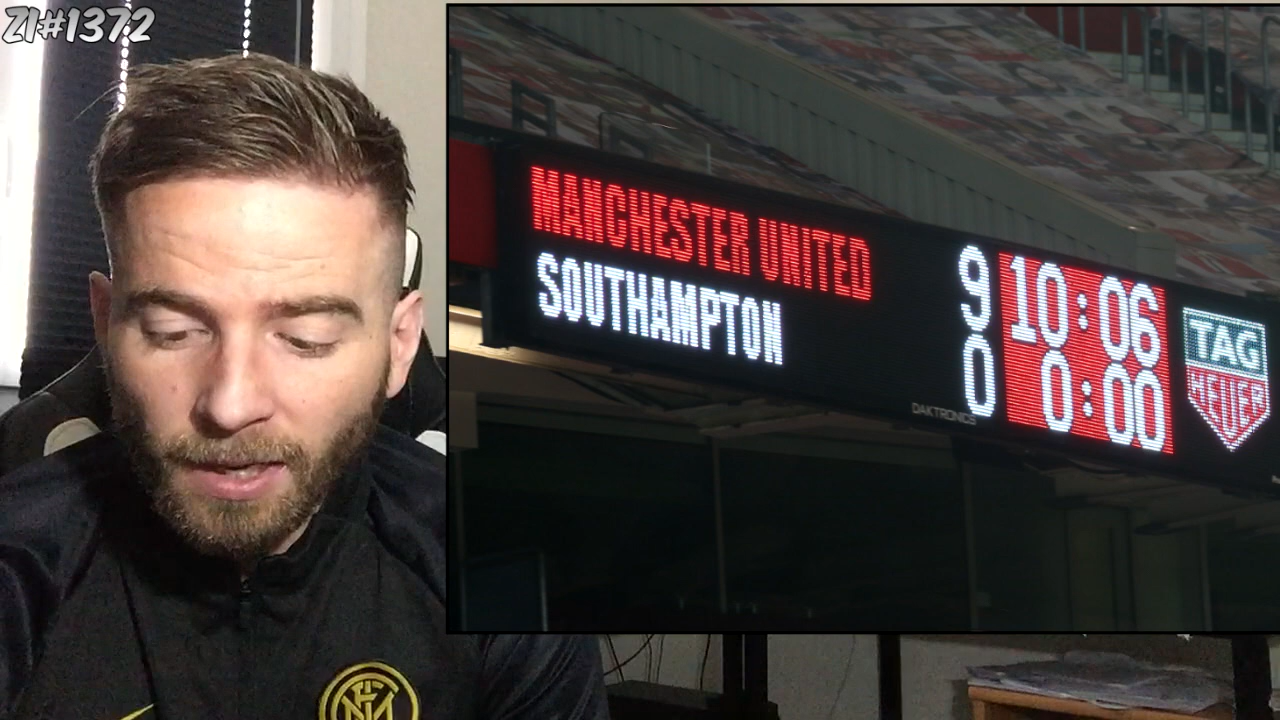 ZI#1372
MANCHESTER UNITED 9 10:06
SOUTHAMPTON 0 0:00
TAG
HEUER
DAKTRONICS